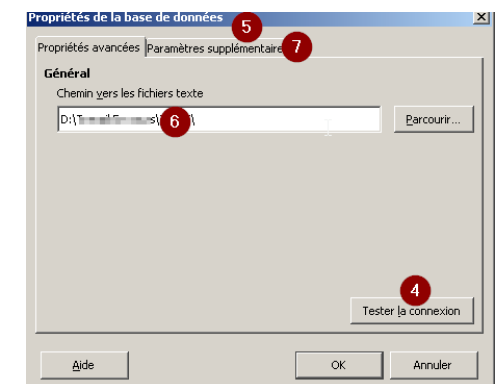 Propriétés de la base de données
5
Propriétés avancées Paramètres supplémentaire 7
Général
Chemin vers les fichiers texte
D:\ 6 \
Parcourir...
4
Tester la connexion
Aide OK Annuler